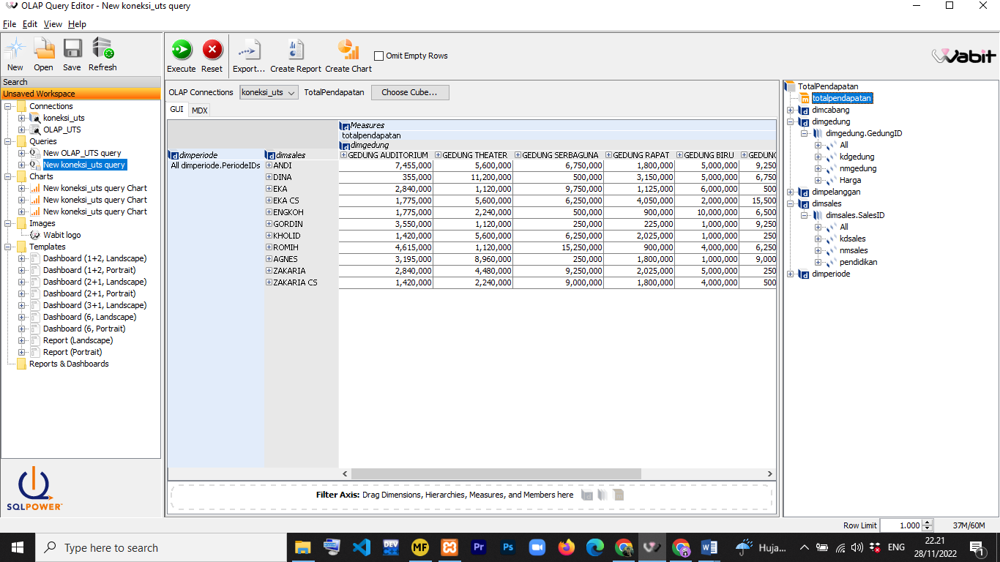 OLAP Query Editor - New koneksi_uts query
File Edit View Help
New Open Save Refresh
Execute Reset Export... Create Report Create Chart Omit Empty Rows
Wabit
Search
Unsaved Workspace
Connections
koneksi_uts
OLAP_UTS
Queries
New OLAP_UTS query
New koneksi_uts query
Charts
New koneksi_uts query Chart
New koneksi_uts query Chart
New koneksi_uts query Chart
Images
Wabit logo
Templates
Dashboard (1+2, Landscape)
Dashboard (1+2, Portrait)
Dashboard (2+1, Landscape)
Dashboard (2+1, Portrait)
Dashboard (3+1, Landscape)
Dashboard (6, Landscape)
Dashboard (6, Portrait)
Report (Landscape)
Report (Portrait)
Reports & Dashboards
SQLPOWER
OLAP Connections koneksi_uts TotalPendapatan Choose Cube...
GUI MDX
Measures
totalpendapatan
dimgedung
dimperiode dimsales GEDUNG AUDITORIUM GEDUNG THEATER GEDUNG SERBAGUNA GEDUNG RAPAT GEDUNG BIRU GEDUNG
All dimperiode.PeriodeIDs ANDI 7,455,000 5,600,000 6,750,000 1,800,000 5,000,000 9,250
DINA 355,000 11,200,000 500,000 3,150,000 5,000,000 6,750
EKA 2,840,000 1,120,000 9,750,000 1,125,000 6,000,000 500
EKA CS 1,775,000 5,600,000 6,250,000 4,050,000 2,000,000 15,500
ENGKOH 1,775,000 2,240,000 500,000 900,000 10,000,000 6,500
GORDIN 3,550,000 1,120,000 250,000 225,000 1,000,000 9,250
KHOLID 1,420,000 5,600,000 6,250,000 2,025,000 1,000,000 250
ROMIH 4,615,000 1,120,000 15,250,000 900,000 4,000,000 6,250
AGNES 3,195,000 8,960,000 250,000 1,800,000 1,000,000 9,000
ZAKARIA 2,840,000 4,480,000 9,250,000 2,025,000 5,000,000 250
ZAKARIA CS 1,420,000 2,240,000 9,000,000 1,800,000 4,000,000 500
Filter Axis: Drag Dimensions, Hierarchies, Measures, and Members here
TotalPendapatan
totalpendapatan
dimcabang
dimgedung
dimgedung.GedungID
All
kdgedung
nmgedung
Harga
dimpelanggan
dimsales
dimsales.SalesID
All
kdsales
nmsales
pendidikan
dimperiode
Row Limit 1.000 37M/60M
Type here to search
DEV
MF
Pr
Ps
W
Huja...
ENG
22.21
28/11/2022
1